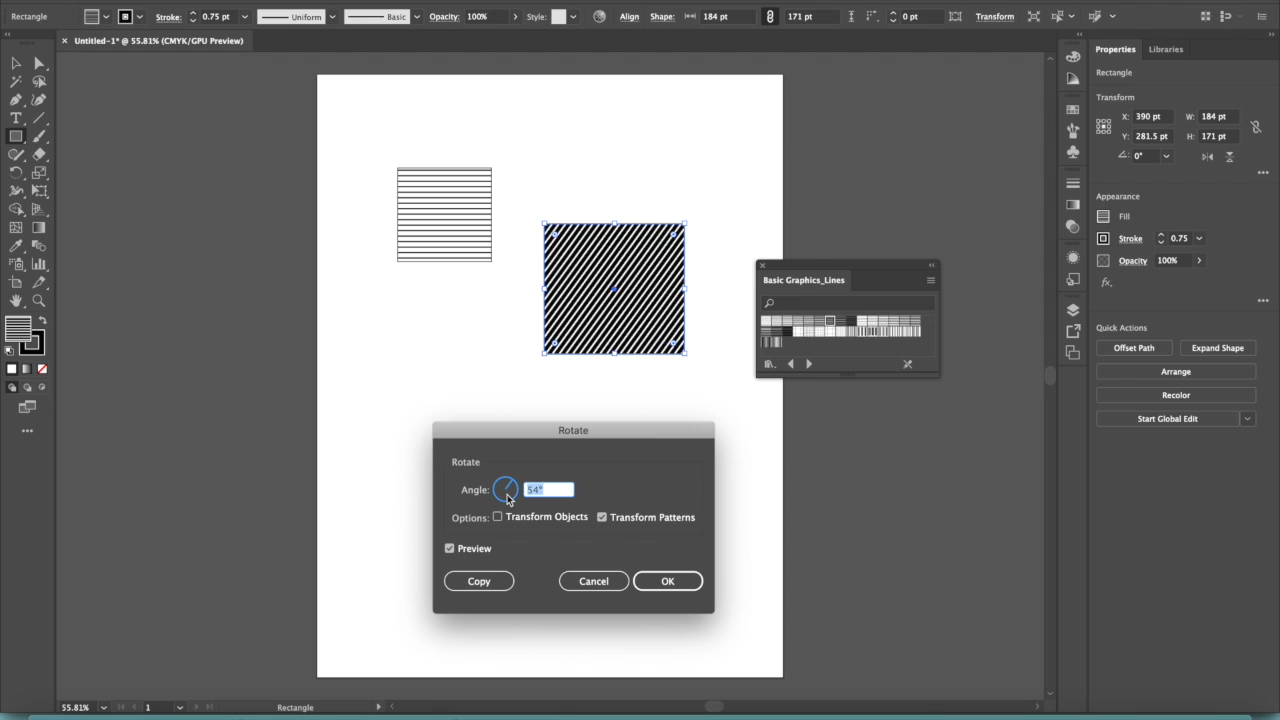 Rectangle Stroke: 0.75 pt Uniform Basic Opacity: 100% Style: Align Shape: 184 pt 171 pt 0 pt Transform
Untitled-1* @ 55.81% (CMYK/GPU Preview)
Properties Libraries
Rectangle
Transform
X: 390 pt W: 184 pt
Y: 281.5 pt H: 171 pt
0°
Appearance
Fill
Stroke 0.75
Opacity 100%
fx.
Basic Graphics_Lines
Quick Actions
Offset Path Expand Shape
Arrange
Recolor
Start Global Edit
Rotate
Rotate
Angle: 54°
Options: Transform Objects Transform Patterns
Preview
Copy Cancel OK
55.81% 1 Rectangle